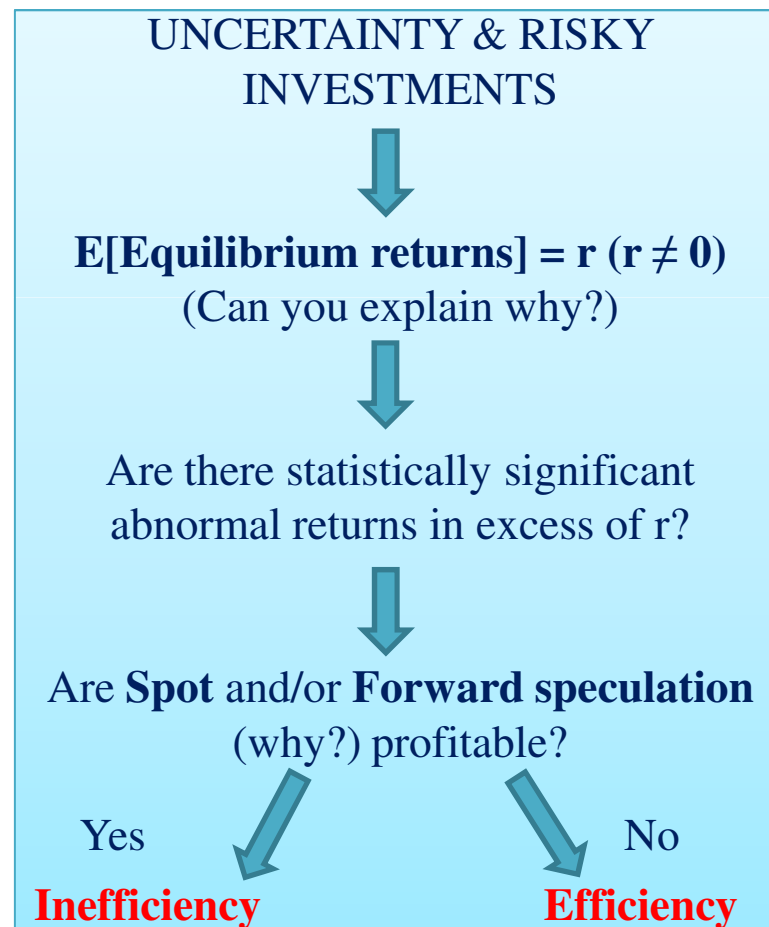 UNCERTAINTY & RISKY
INVESTMENTS
E[Equilibrium returns] = r (r ≠ 0)
(Can you explain why?)
Are there statistically significant
abnormal returns in excess of r?
Are Spot and/or Forward speculation
(why?) profitable?
Yes No
Inefficiency Efficiency